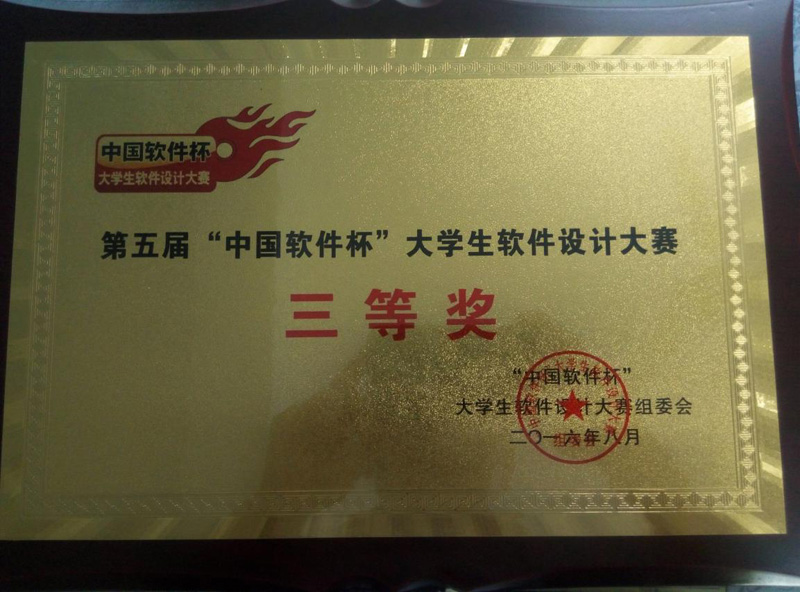 中国软件杯
大学生软件设计大赛
第五届“中国软件杯”大学生软件设计大赛
三等奖
“中国软件杯”
大学生软件设计大赛组委会
二〇一六年八月